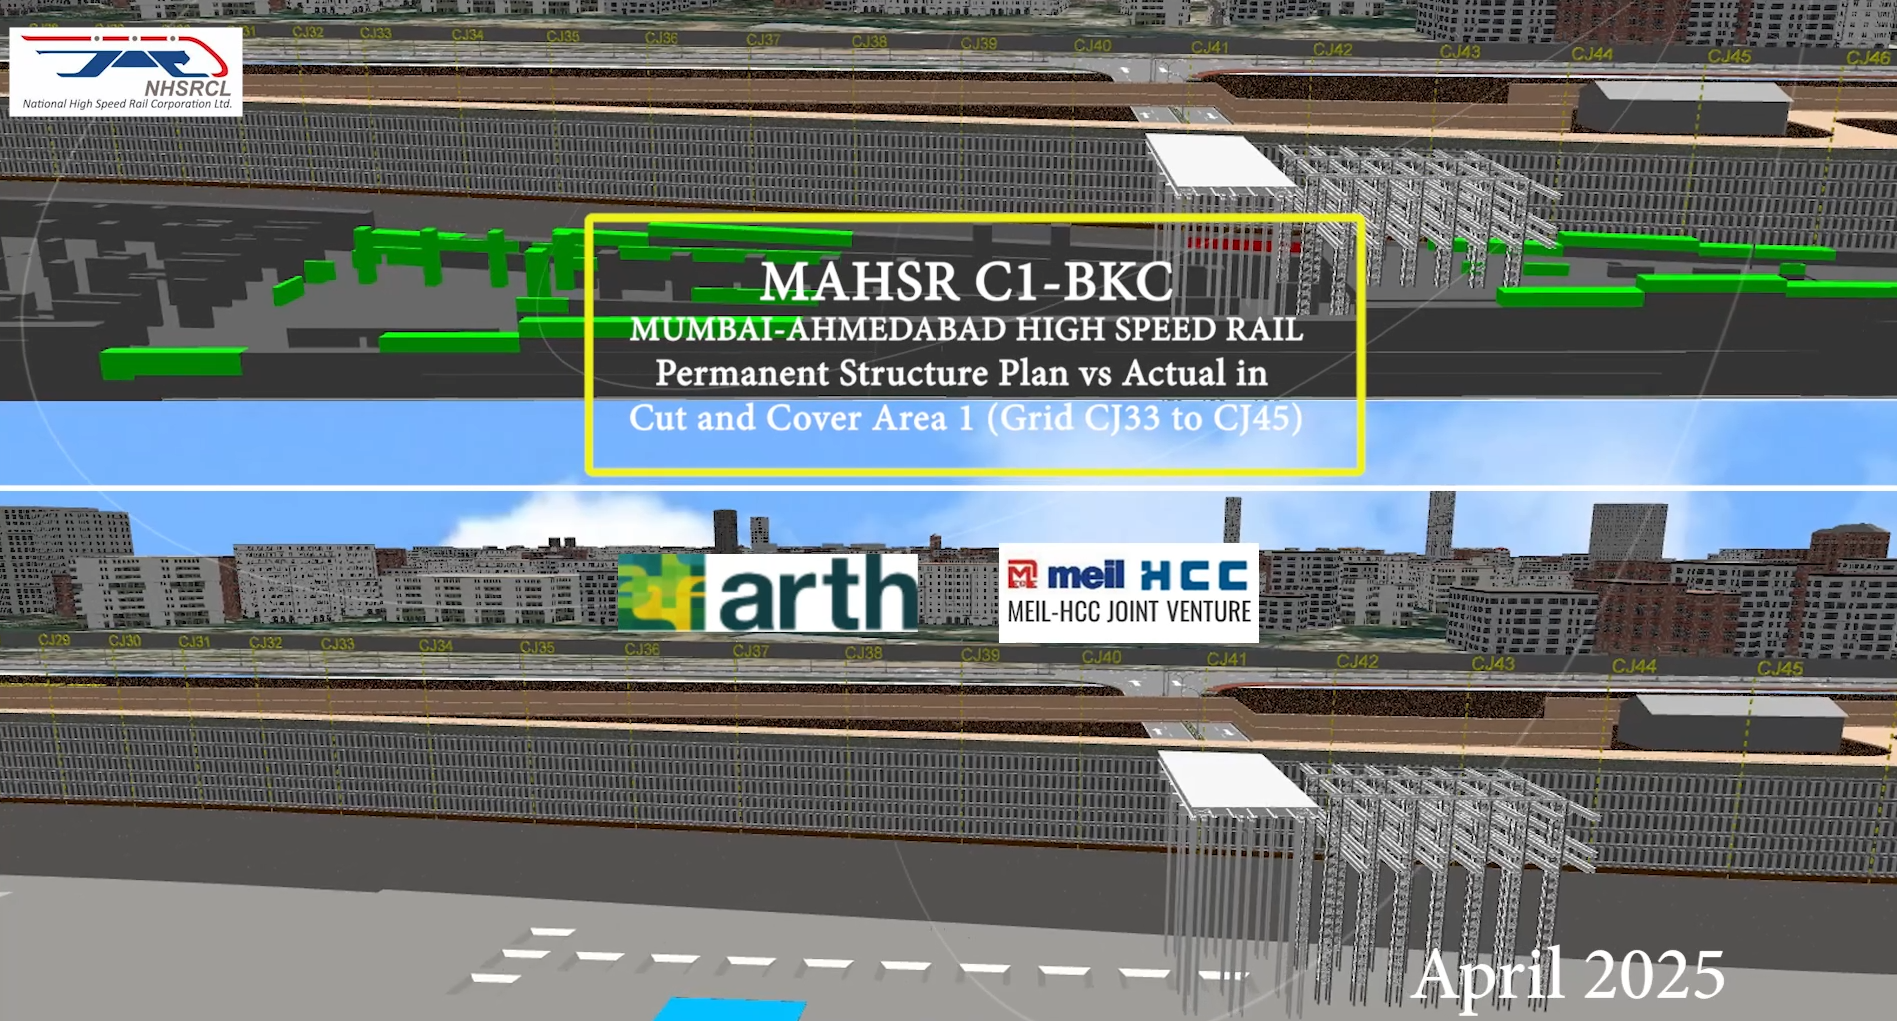 CJ32 CJ33 CJ34 CJ35 CJ36 CJ37 CJ38 CJ39 CJ40 CJ41 CJ42 CJ43 CJ44 CJ45 CJ46
NHSRCL
National High Speed Rail Corporation Ltd.
MAHSR C1-BKC
MUMBAI-AHMEDABAD HIGH SPEED RAIL
Permanent Structure Plan vs Actual in
Cut and Cover Area 1 (Grid CJ33 to CJ45)
arth
meil HCC
MEIL-HCC JOINT VENTURE
CJ29 CJ30 CJ31 CJ32 CJ33 CJ34 CJ35 CJ36 CJ37 CJ38 CJ39 CJ40 CJ41 CJ42 CJ43 CJ44 CJ45
April 2025